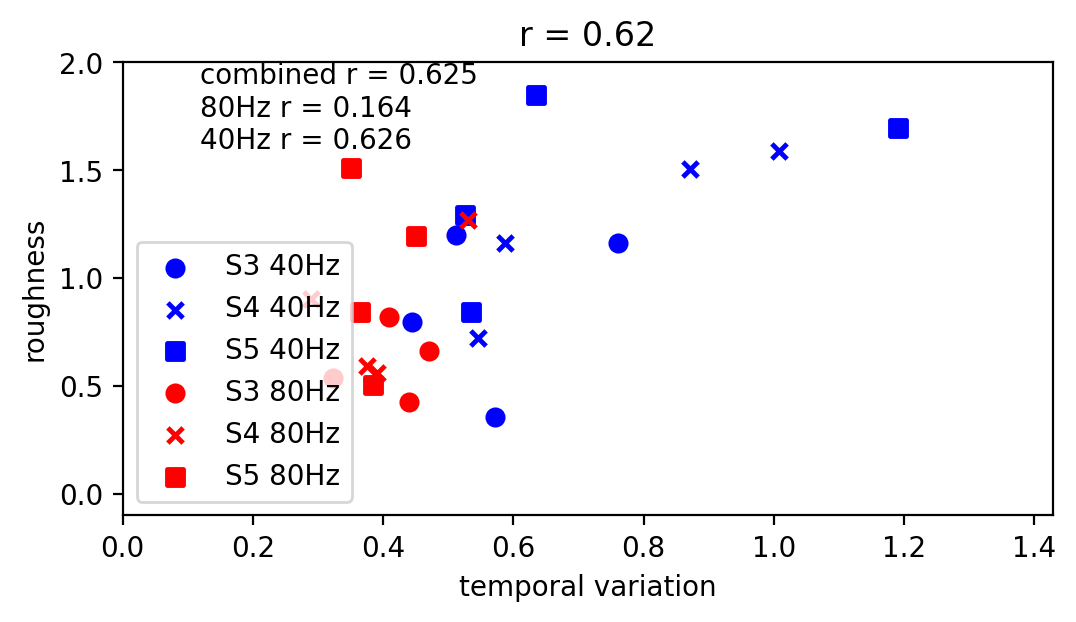 r = 0.62
combined r = 0.625
80Hz r = 0.164
40Hz r = 0.626
2.0
1.5
1.0
0.5
0.0
roughness
S3 40Hz
S4 40Hz
S5 40Hz
S3 80Hz
S4 80Hz
S5 80Hz
0.0 0.2 0.4 0.6 0.8 1.0 1.2 1.4
temporal variation